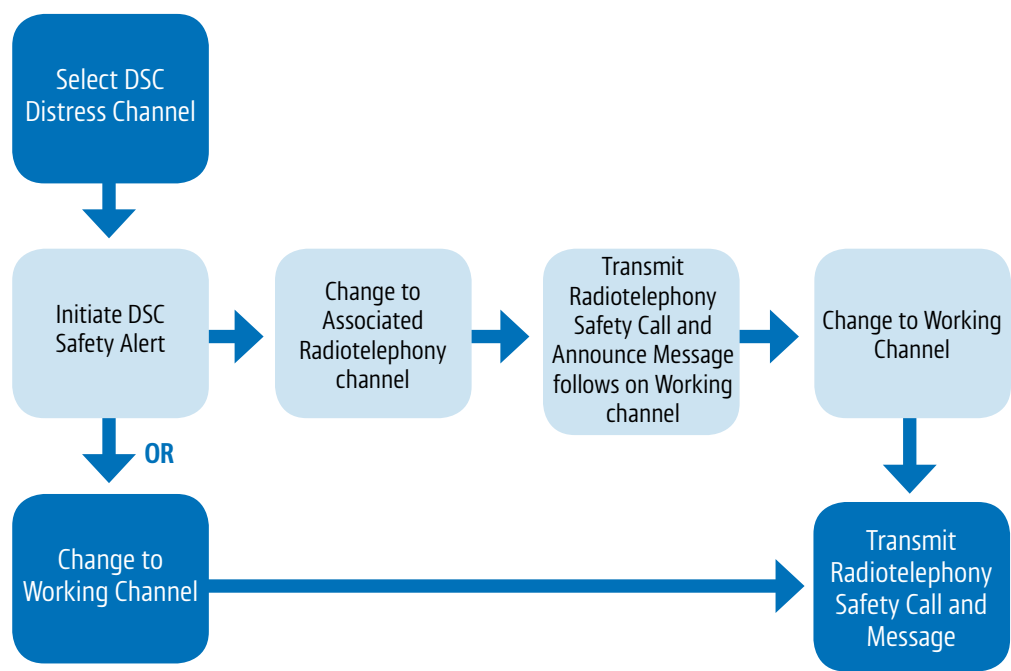 Select DSC
Distress Channel
Initiate DSC
Safety Alert
Change to
Associated
Radiotelephony
channel
Transmit
Radiotelephony
Safety Call and
Announce Message
follows on Working
channel
Change to Working
Channel
OR
Change to
Working Channel
Transmit
Radiotelephony
Safety Call and
Message